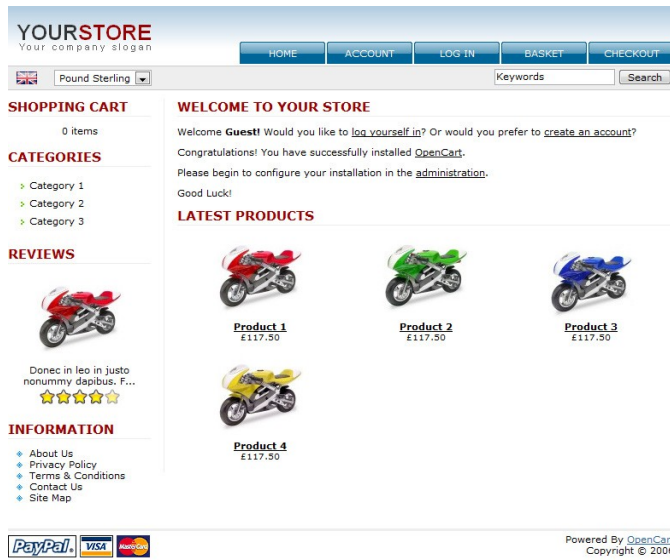 YOURSTORE
Your company slogan
HOME
ACCOUNT
LOG IN
BASKET
CHECKOUT
Pound Sterling
Keywords
Search
SHOPPING CART
0 items
CATEGORIES
Category 1
Category 2
Category 3
REVIEWS
Donec in leo in justo
nonummy dapibus. F...
INFORMATION
About Us
Privacy Policy
Terms & Conditions
Contact Us
Site Map
WELCOME TO YOUR STORE
Welcome Guest! Would you like to log yourself in? Or would you prefer to create an account?
Congratulations! You have successfully installed OpenCart.
Please begin to configure your installation in the administration.
Good Luck!
LATEST PRODUCTS
Product 1
£117.50
Product 2
£117.50
Product 3
£117.50
Product 4
£117.50
PayPal
VISA
MasterCard
Powered By OpenCar
Copyright © 200